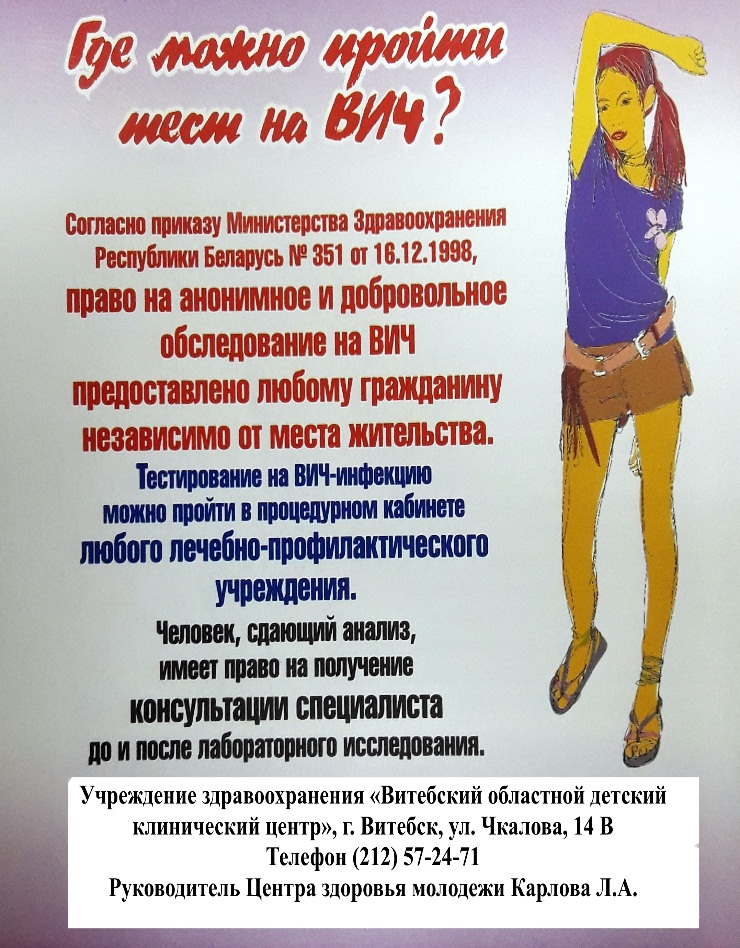 Где можно пройти
тест на ВИЧ?
Согласно приказу Министерства Здравоохранения
Республики Беларусь № 351 от 16.12.1998,
право на анонимное и добровольное
обследование на ВИЧ
предоставлено любому гражданину
независимо от места жительства.
Тестирование на ВИЧ-инфекцию
можно пройти в процедурном кабинете
любого лечебно-профилактического
учреждения.
Человек, сдающий анализ,
имеет право на получение
консультации специалиста
до и после лабораторного исследования.
Учреждение здравоохранения «Витебский областной детский
клинический центр», г. Витебск, ул. Чкалова, 14 В
Телефон (212) 57-24-71
Руководитель Центра здоровья молодежи Карлова Л.А.